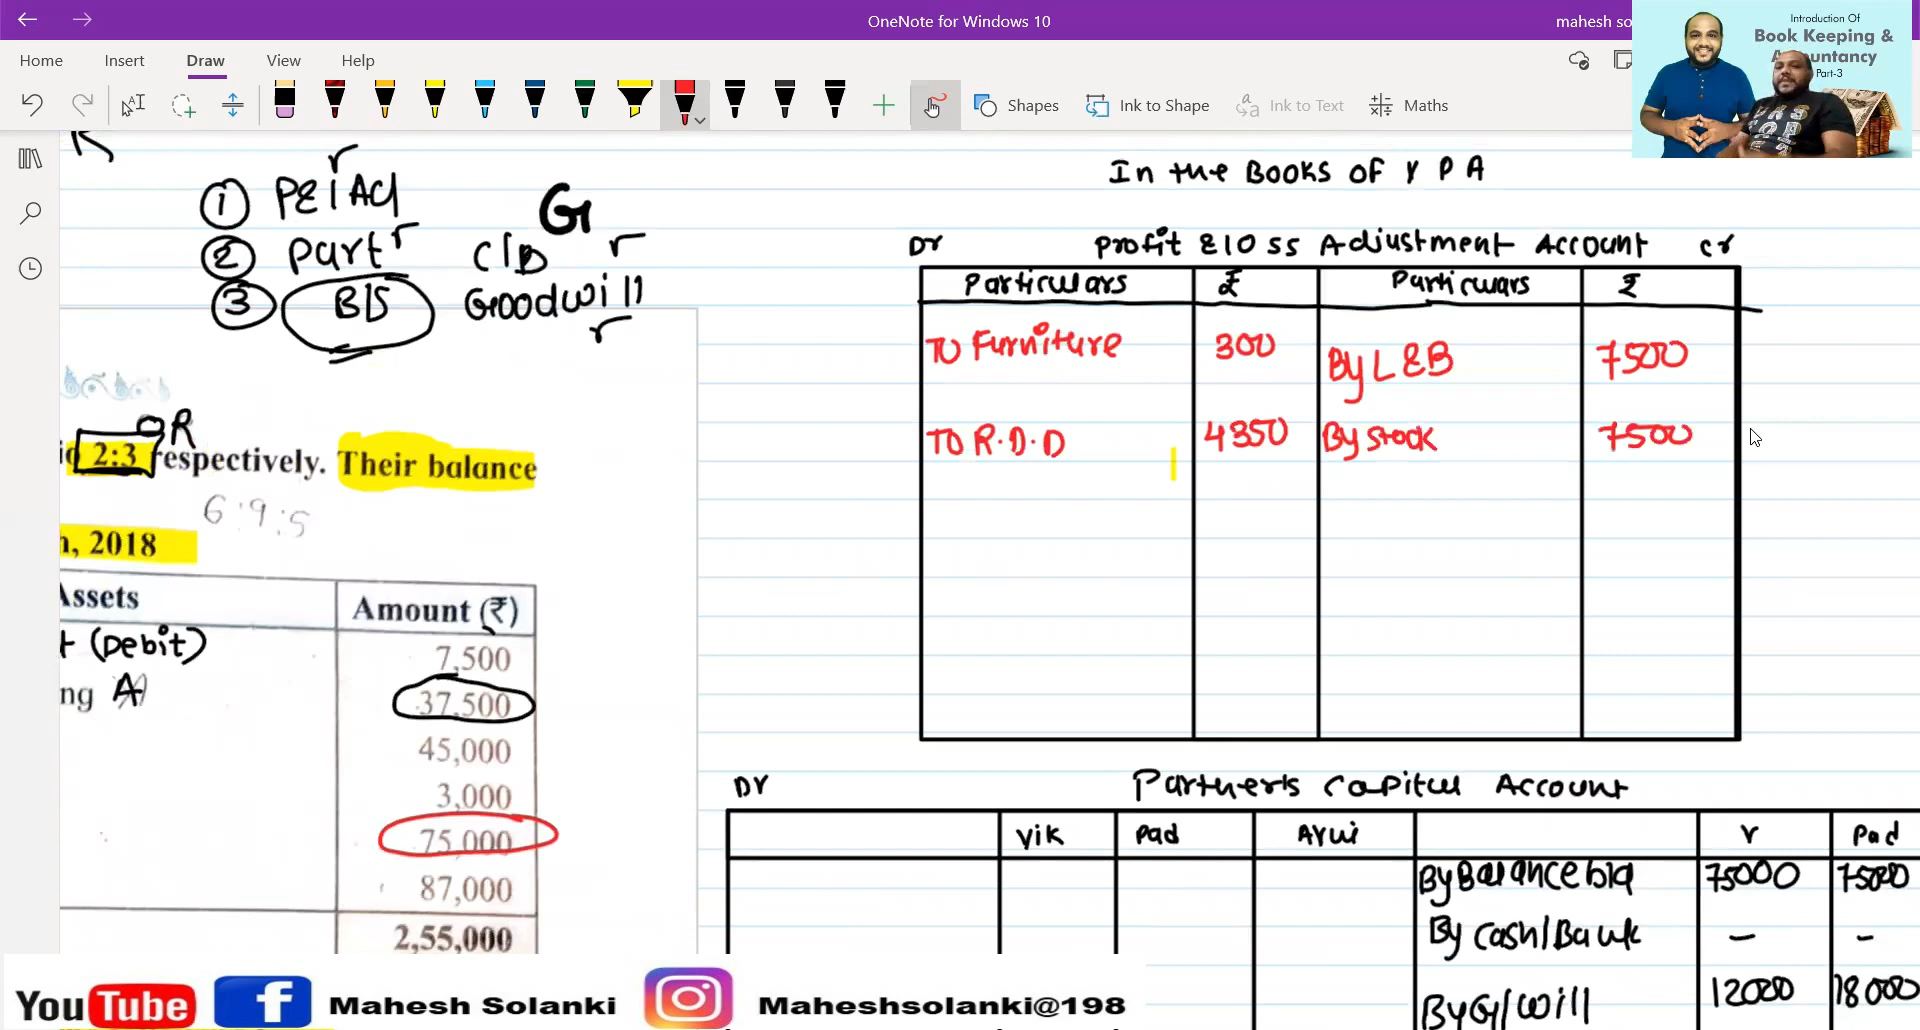 OneNote for Windows 10
mahesh so
Home Insert Draw View Help
Shapes Ink to Shape Ink to Text Maths
Introduction Of
Book Keeping &
Accountancy
Part-3
① P&L A/c
② Part C/B G
③ B/S Goodwill
OR
2:3 respectively. Their balance
6:9:5
h, 2018
Assets Amount (₹)
t (Debit) 7,500
ng A 37,500
45,000
3,000
75,000
87,000
2,55,000
In the Books of V P A
Dr Profit & loss Adjustment Account Cr
Particulars ₹ Particulars ₹
To Furniture 300 By L & B 7500
To R.D.D 4350 By Stock 7500
Dr Partners Capital Account
Vik Pad Arvi V Pad
By Balance b/d 75000 75000
By cash/Bank - -
By G/will 12000 18000
YouTube f Mahesh Solanki Maheshsolanki@198